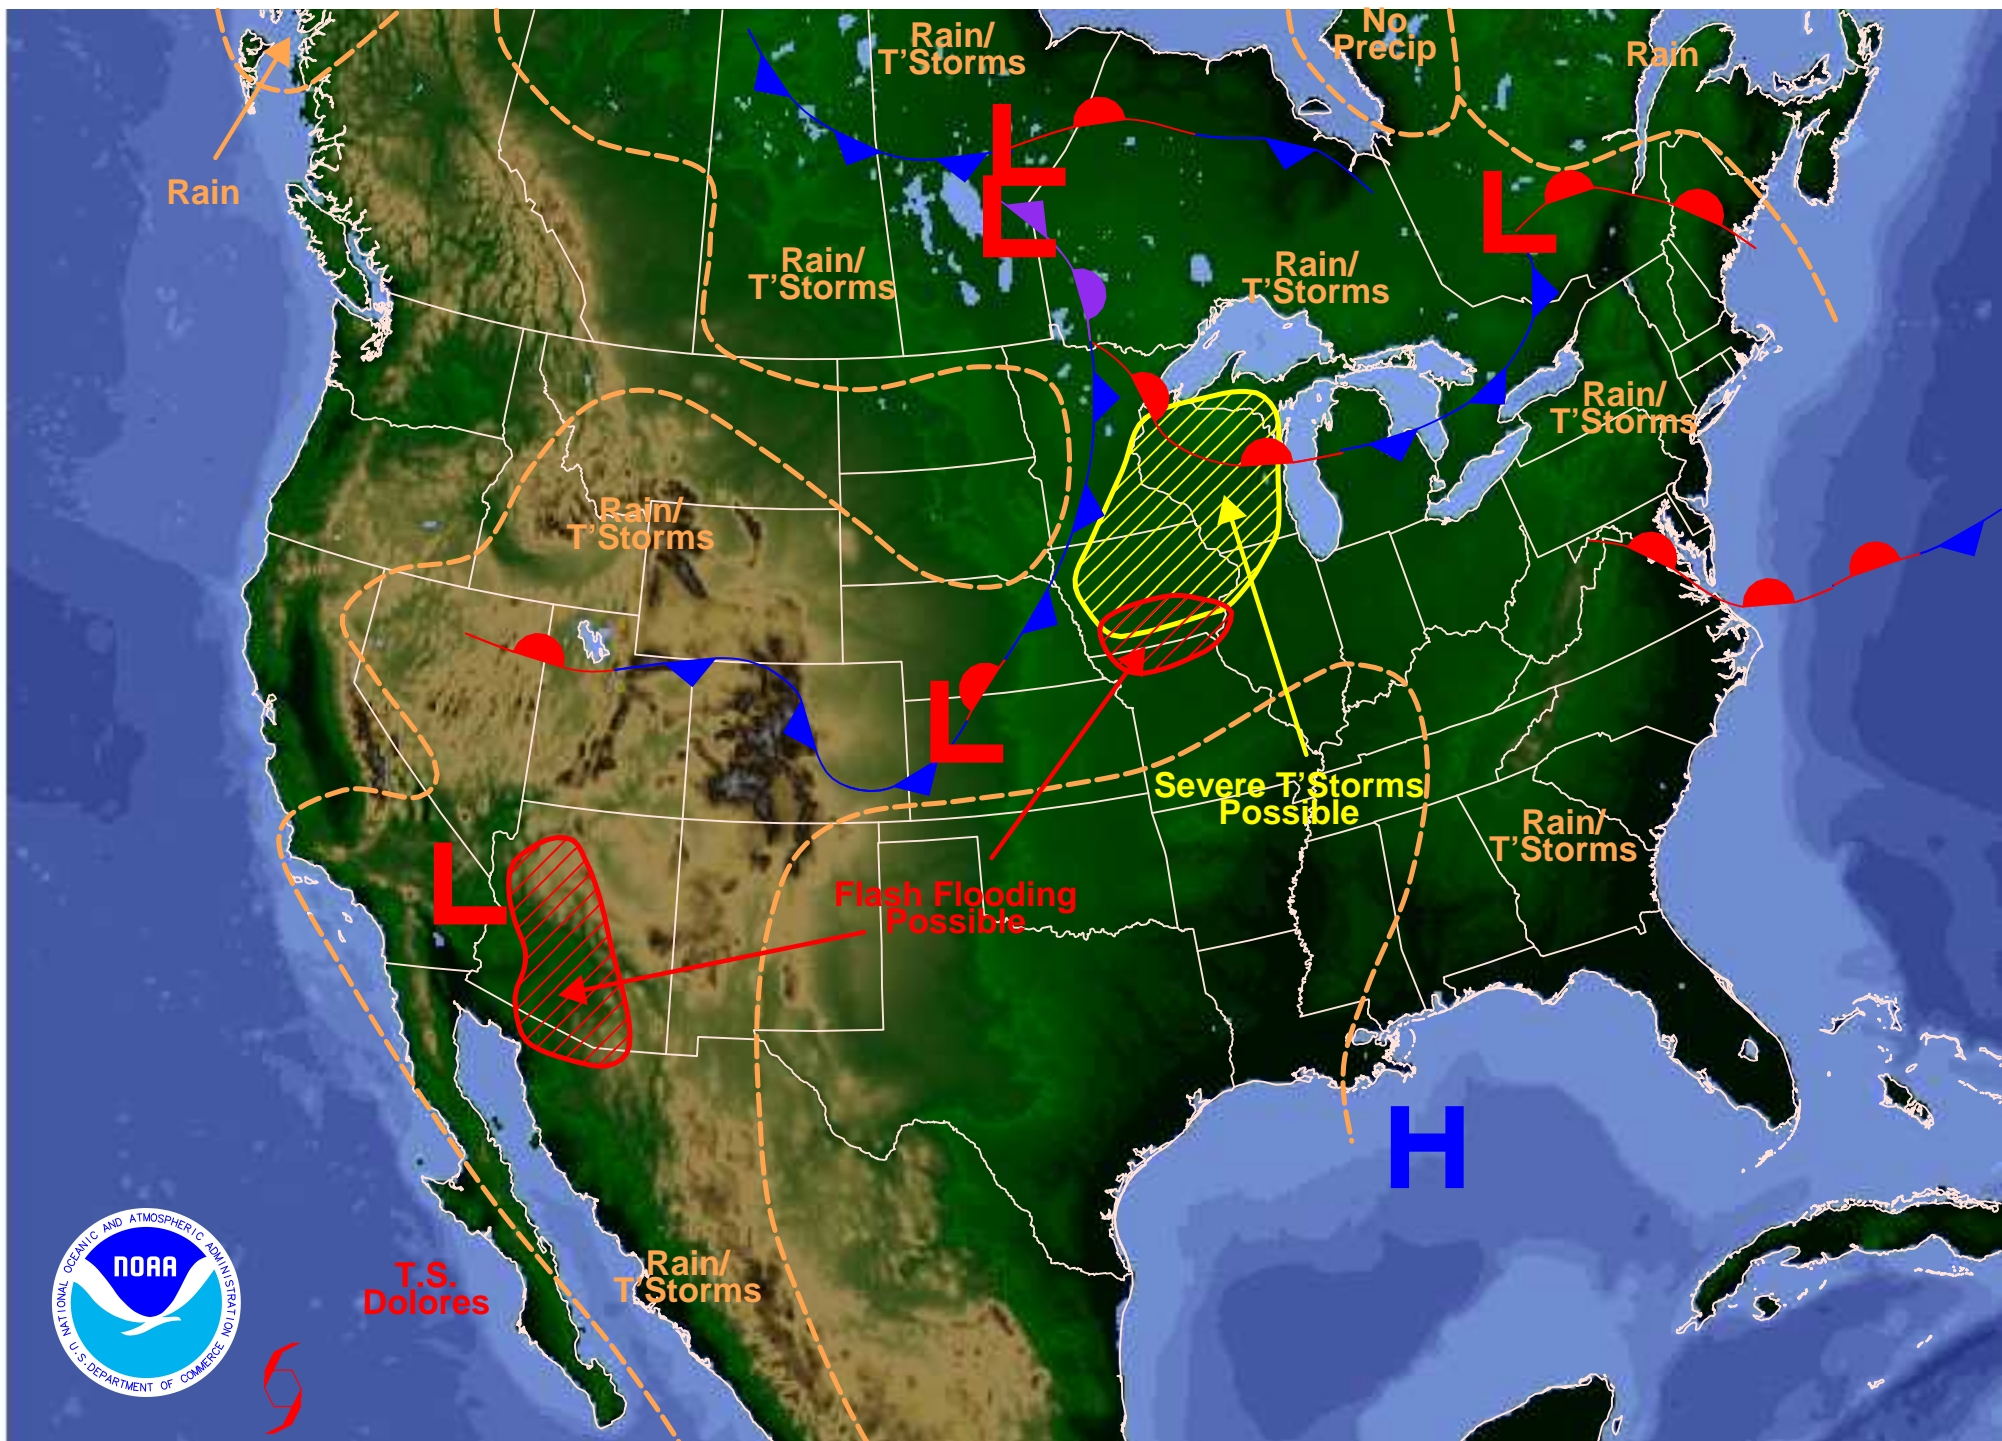 No
Precip
Rain/
T'Storms
Rain
Rain
L
L
L
Rain/
T'Storms
Rain/
T'Storms
Rain/
T'Storms
Rain/
T'Storms
L
Severe T'Storms
Possible
Rain/
T'Storms
L
Flash Flooding
Possible
H
NATIONAL OCEANIC AND ATMOSPHERIC ADMINISTRATION
NOAA
U.S. DEPARTMENT OF COMMERCE
T.S.
Dolores
Rain/
T'Storms